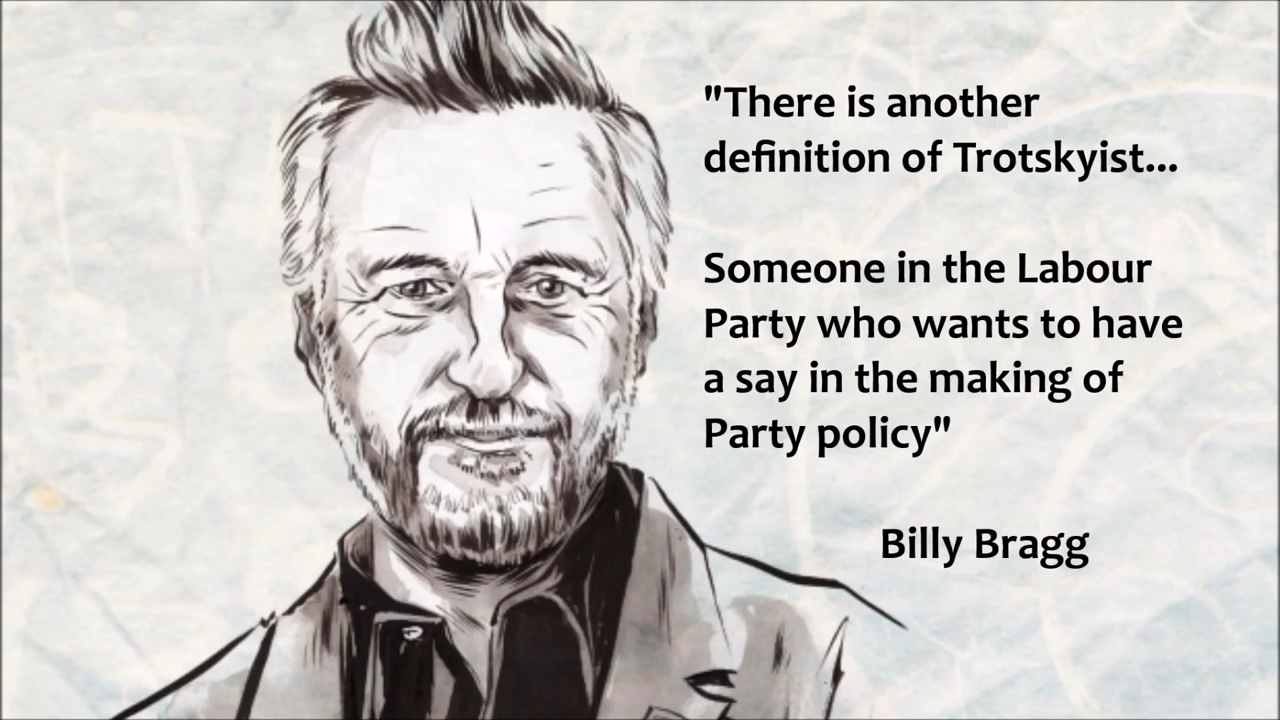 "There is another
definition of Trotskyist...
Someone in the Labour
Party who wants to have
a say in the making of
Party policy"
Billy Bragg